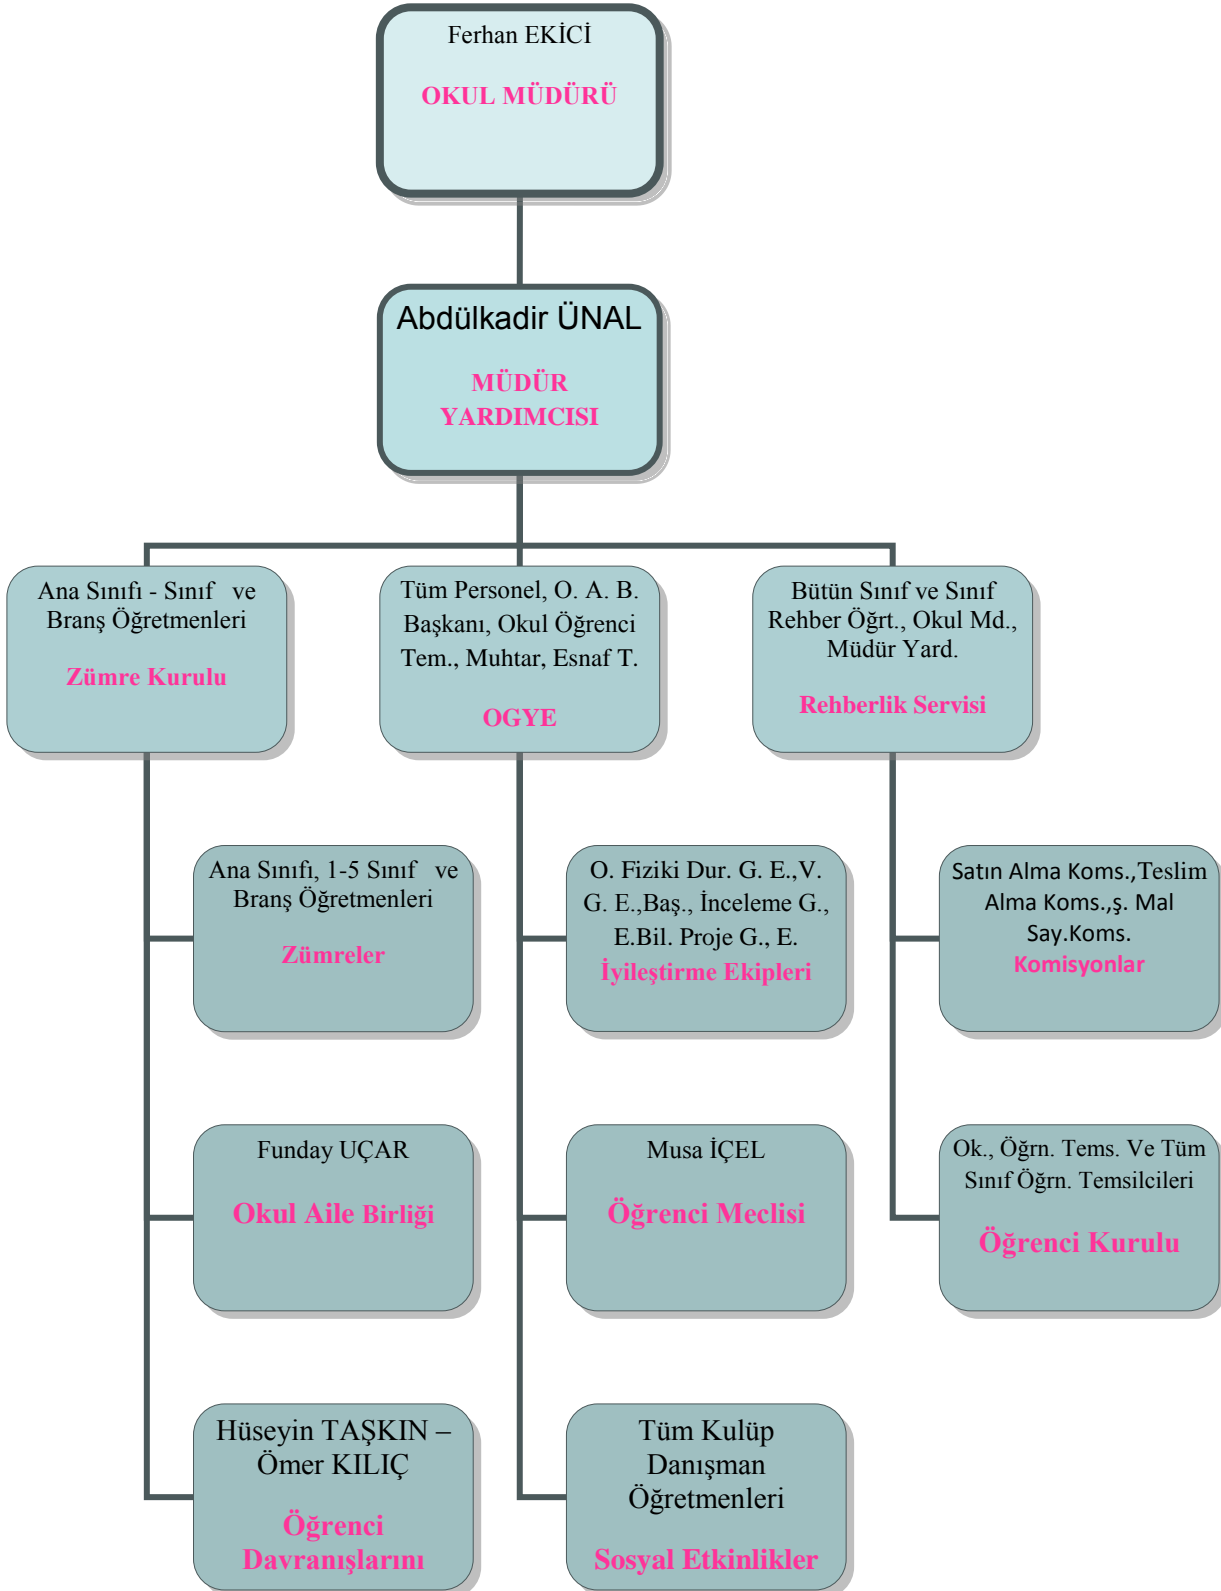 Ferhan EKİCİ
OKUL MÜDÜRÜ
Abdülkadir ÜNAL
MÜDÜR
YARDIMCISI
Ana Sınıfı - Sınıf ve
Branş Öğretmenleri
Zümre Kurulu
Tüm Personel, O. A. B.
Başkanı, Okul Öğrenci
Tem., Muhtar, Esnaf T.
OGYE
Bütün Sınıf ve Sınıf
Rehber Öğrt., Okul Md.,
Müdür Yard.
Rehberlik Servisi
Ana Sınıfı, 1-5 Sınıf ve
Branş Öğretmenleri
Zümreler
O. Fiziki Dur. G. E.,V.
G. E.,Baş., İnceleme G.,
E.Bil. Proje G., E.
İyileştirme Ekipleri
Satın Alma Koms.,Teslim
Alma Koms.,ş. Mal
Say.Koms.
Komisyonlar
Funday UÇAR
Okul Aile Birliği
Musa İÇEL
Öğrenci Meclisi
Ok., Öğrn. Tems. Ve Tüm
Sınıf Öğrn. Temsilcileri
Öğrenci Kurulu
Hüseyin TAŞKIN –
Ömer KILIÇ
Öğrenci
Davranışlarını
Tüm Kulüp
Danışman
Öğretmenleri
Sosyal Etkinlikler